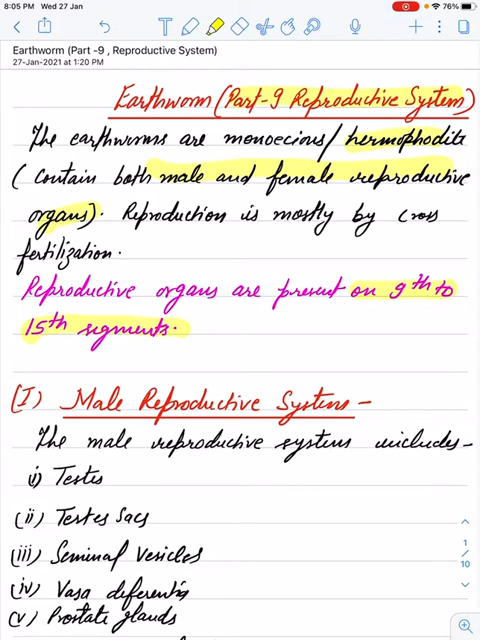 8:05 PM Wed 27 Jan
76%
Earthworm (Part -9 , Reproductive System)
27-Jan-2021 at 1:20 PM
Earthworm (Part-9 Reproductive System)
The earthworms are monoecious/ hermophodite
( contain both male and female reproductive
organs). Reproduction is mostly by cross
fertilization.
Reproductive organs are present on 9th to
15th segments.
(I) Male Reproductive System -
The male reproductive system includes -
i) Testes
(ii) Testes Sacs
(iii) Seminal Vesicles
(iv) Vasa deferentia
(v) Prostate glands
1
/
10